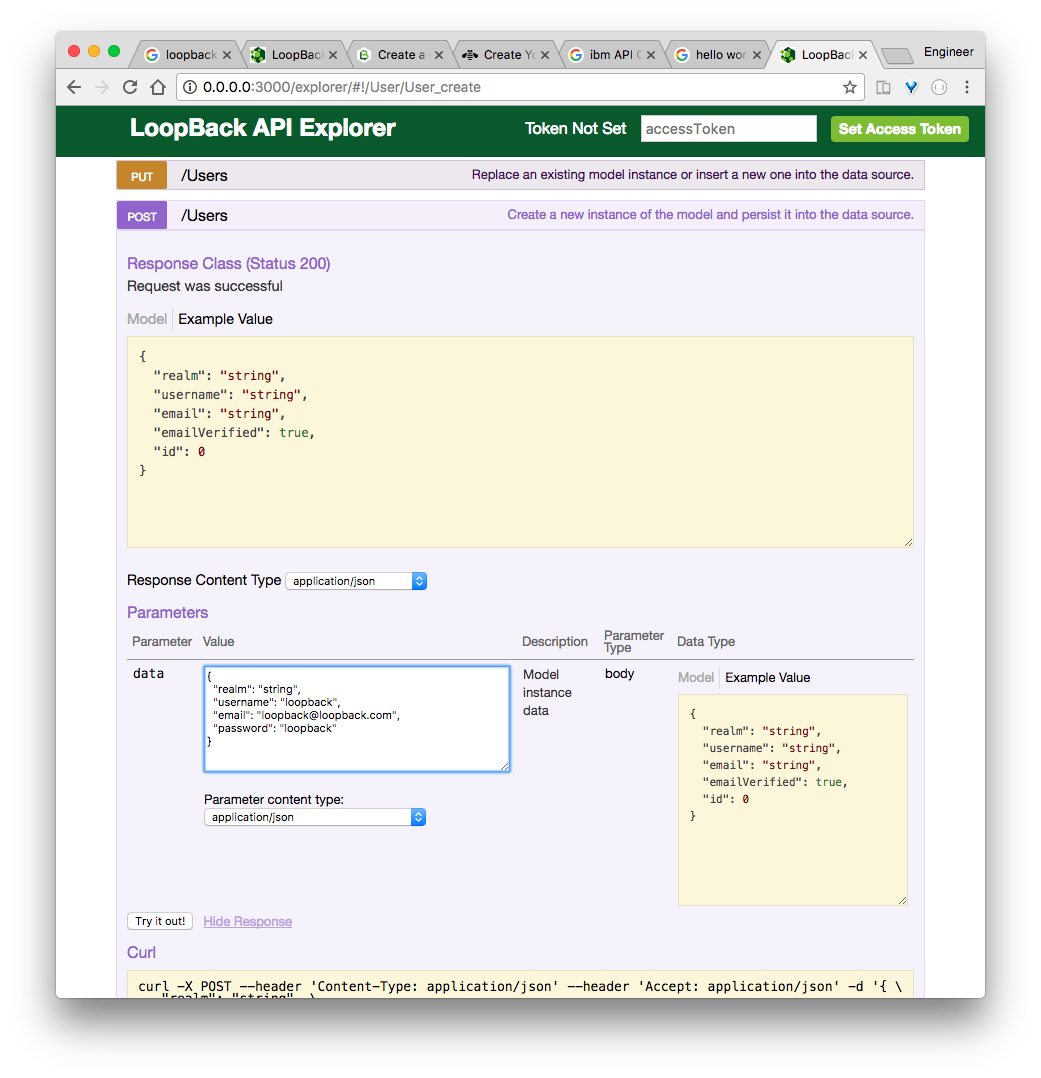 loopback
LoopBac
Create a
Create Yo
ibm API C
hello wor
LoopBac
Engineer
0.0.0.0:3000/explorer/#!/User/User_create
LoopBack API Explorer
Token Not Set
accessToken
Set Access Token
PUT
/Users
Replace an existing model instance or insert a new one into the data source.
POST
/Users
Create a new instance of the model and persist it into the data source.
Response Class (Status 200)
Request was successful
Model
Example Value
{
"realm": "string",
"username": "string",
"email": "string",
"emailVerified": true,
"id": 0
}
Response Content Type
application/json
Parameters
Parameter
Value
Description
Parameter
Type
Data Type
data
{
"realm": "string",
"username": "loopback",
"email": "loopback@loopback.com",
"password": "loopback"
}
Parameter content type:
application/json
Model
instance
data
body
Model
Example Value
{
"realm": "string",
"username": "string",
"email": "string",
"emailVerified": true,
"id": 0
}
Try it out!
Hide Response
Curl
curl -X POST --header 'Content-Type: application/json' --header 'Accept: application/json' -d '{ \
"realm": "string", \